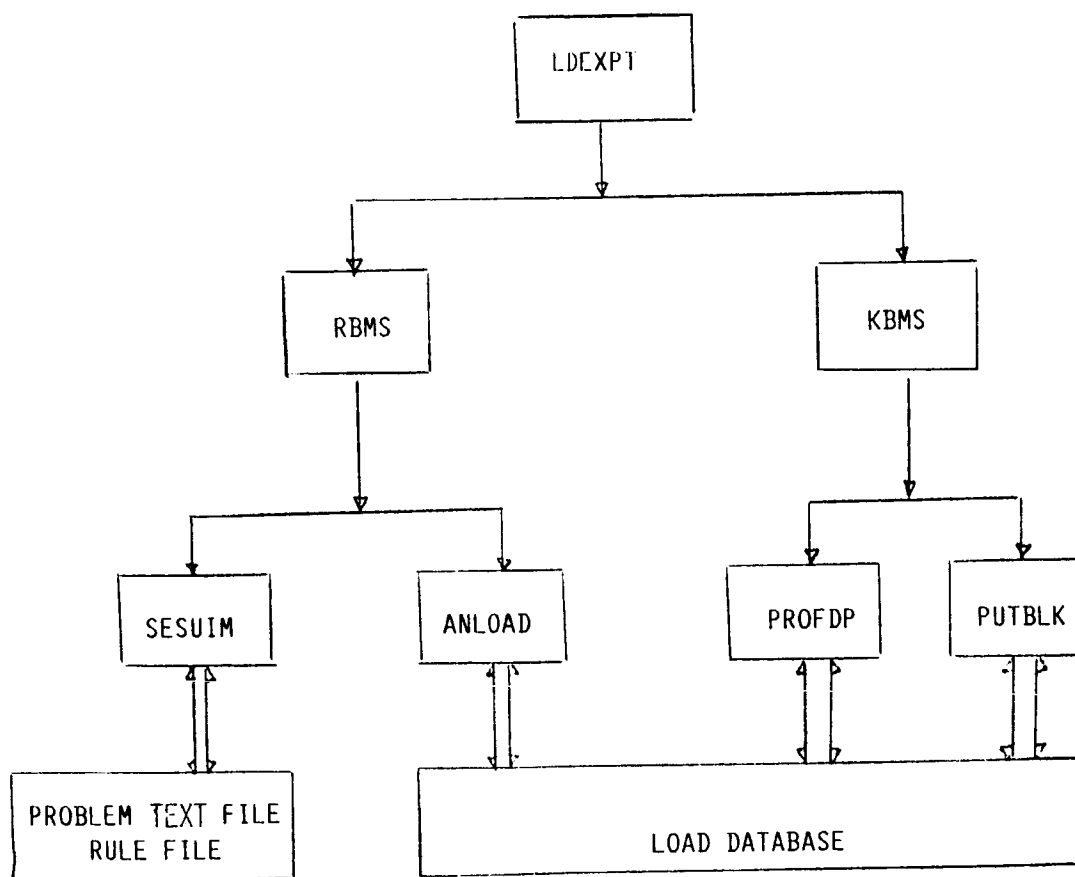 LDEXPT
RBMS
KBMS
SESUIM
ANLOAD
PROFDP
PUTBLK
PROBLEM TEXT FILE
RULE FILE
LOAD DATABASE